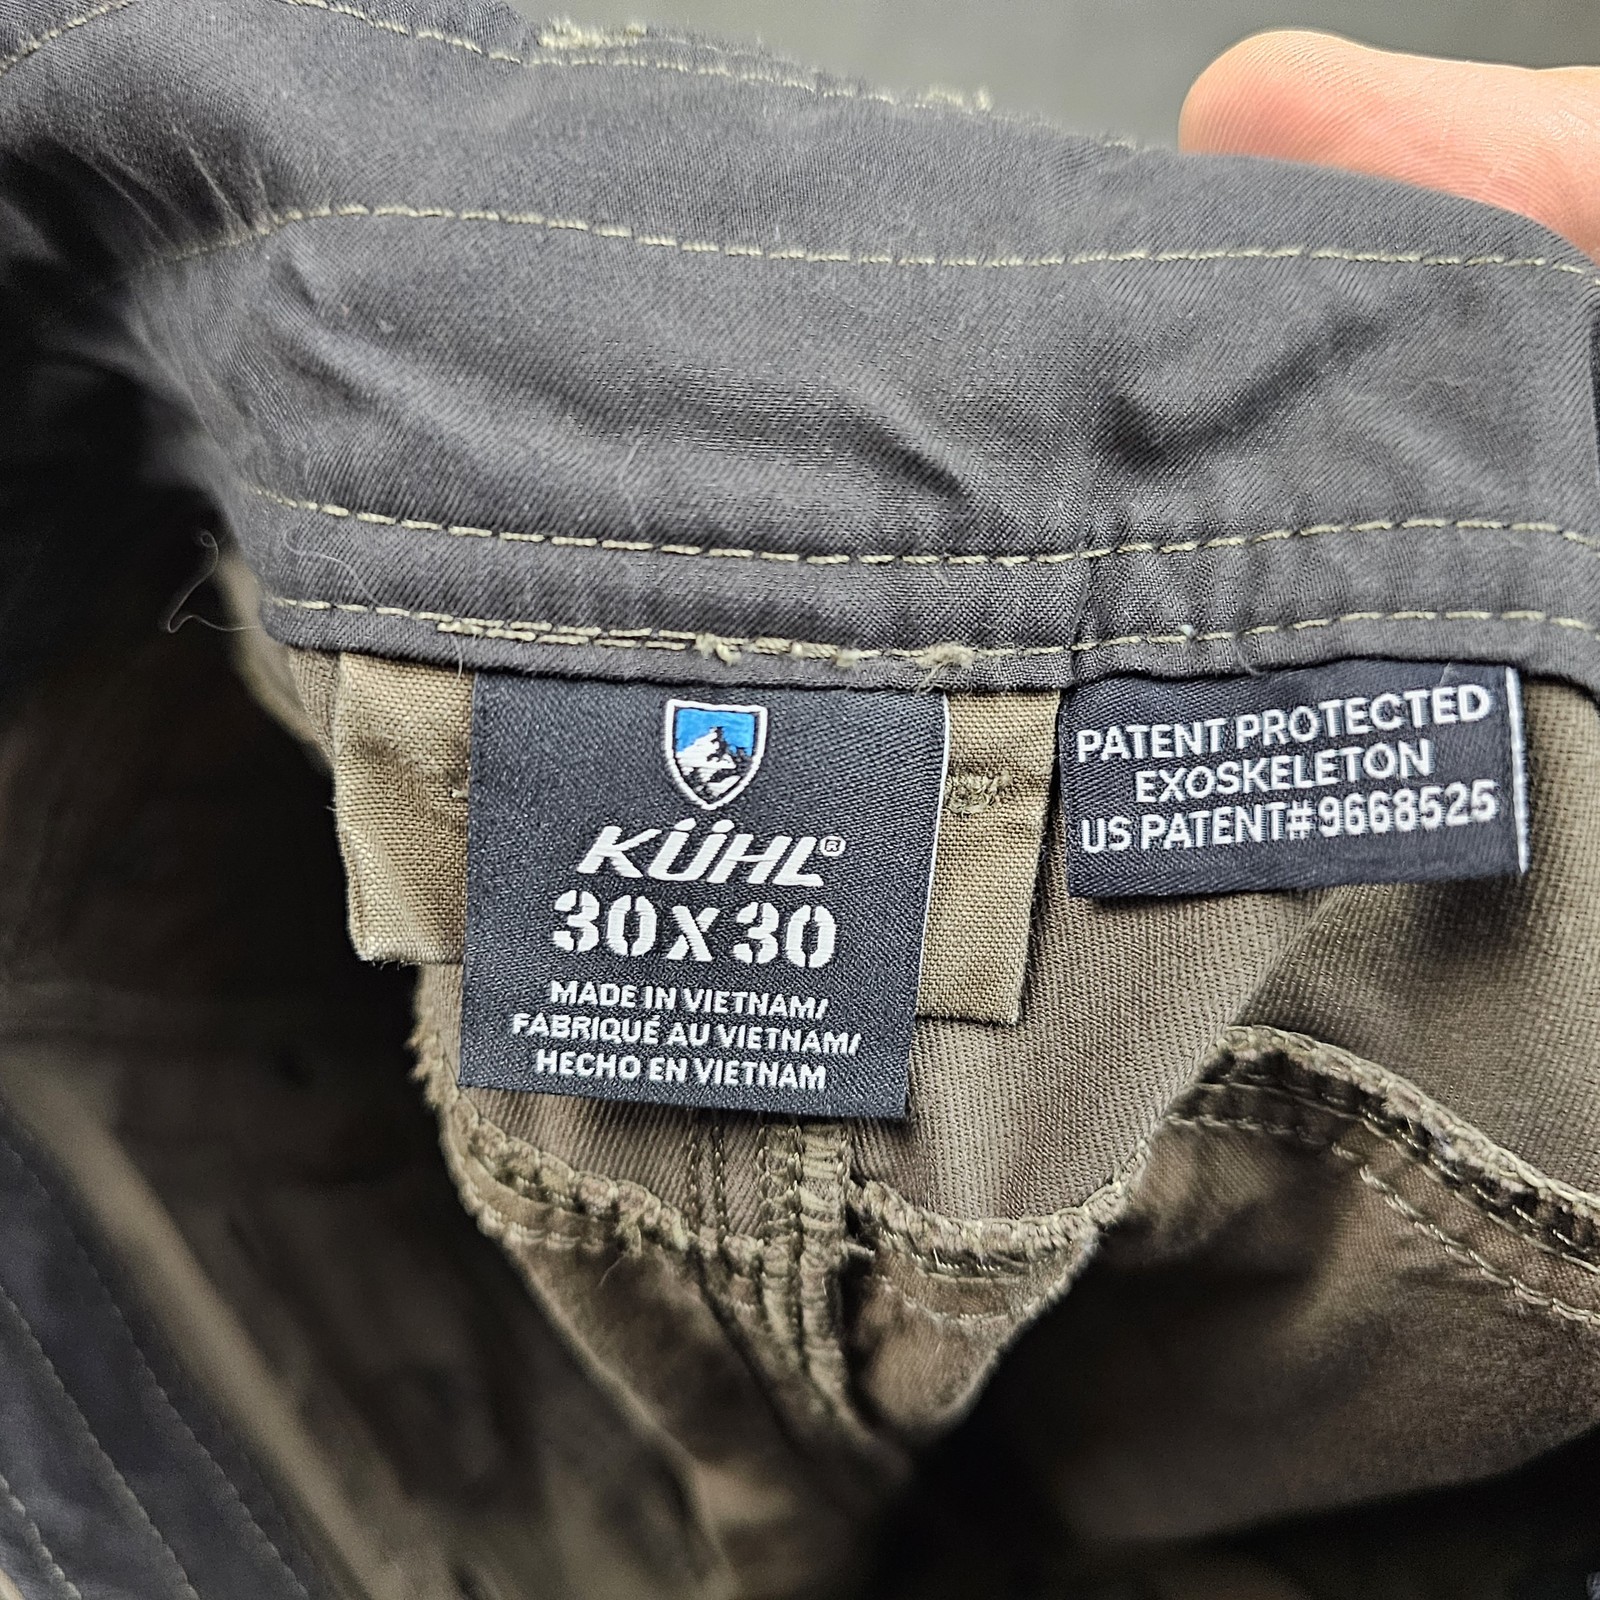 KÜHL®
30X30
MADE IN VIETNAM/
FABRIQUÉ AU VIETNAM/
HECHO EN VIETNAM
PATENT PROTECTED
EXOSKELETON
US PATENT#9668525